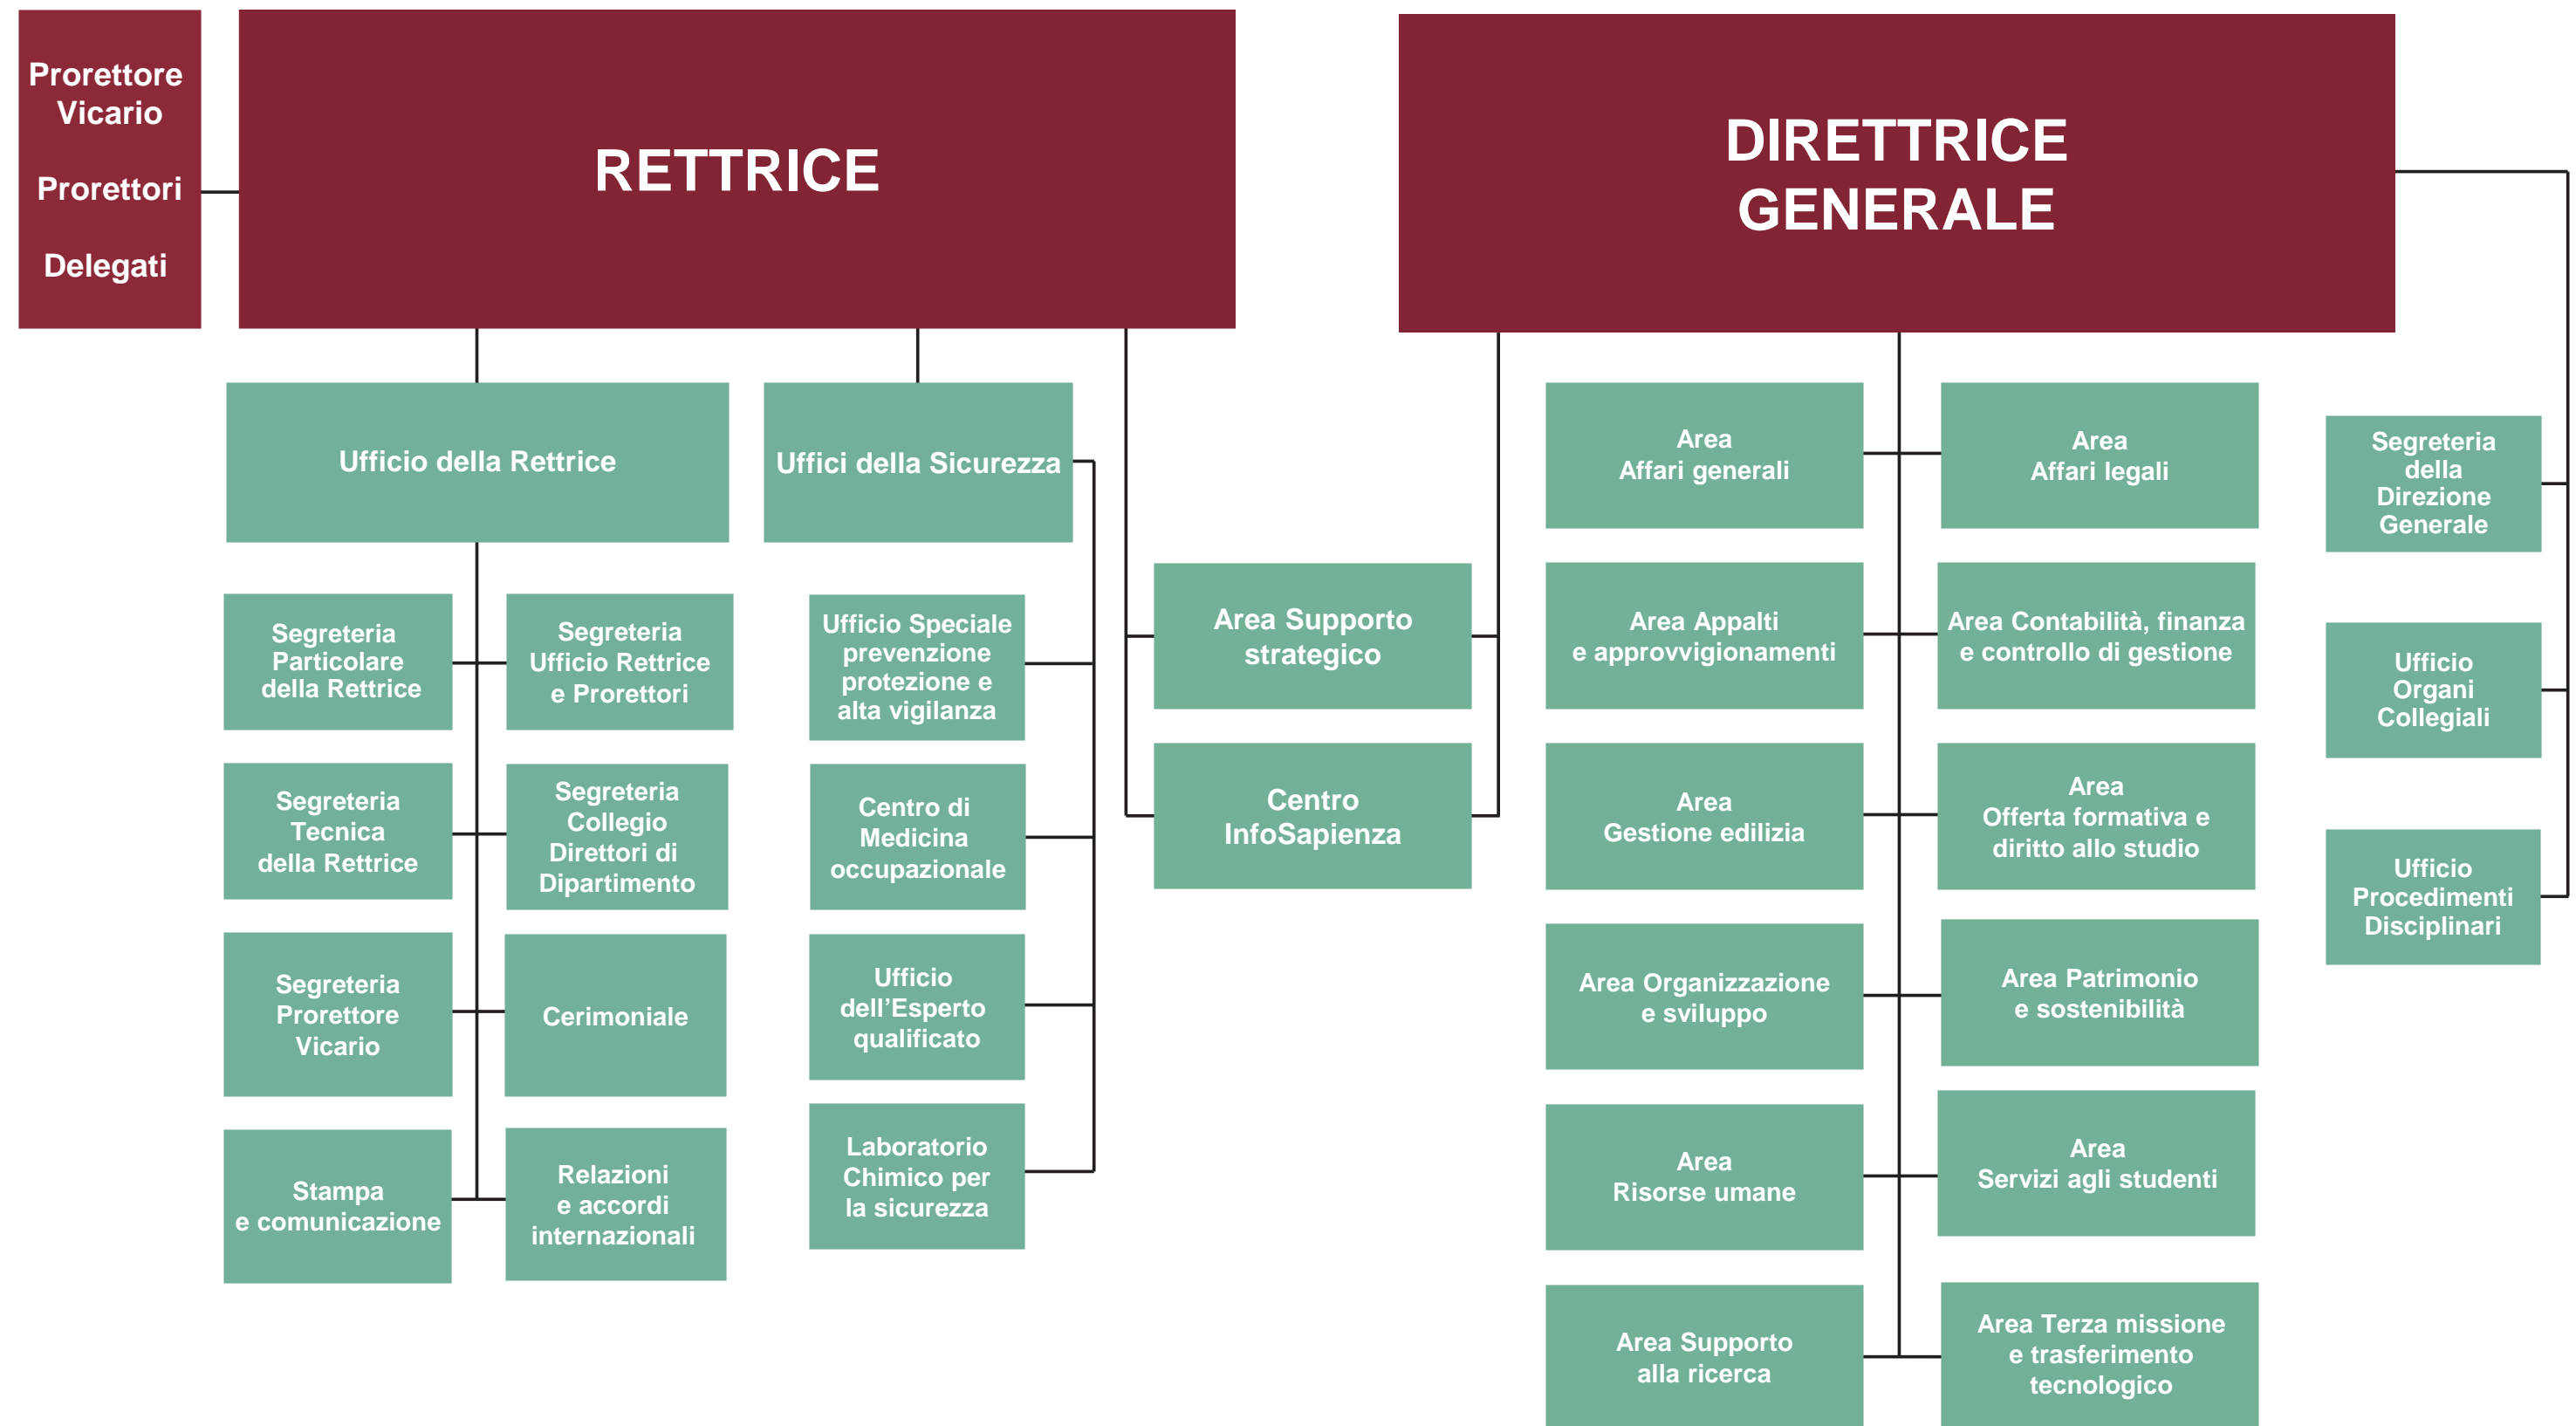 Prorettore
Vicario
Prorettori
Delegati
RETTRICE
DIRETTRICE
GENERALE
Ufficio della Rettrice
Segreteria
Particolare
della Rettrice
Segreteria
Ufficio Rettrice
e Prorettori
Segreteria
Tecnica
della Rettrice
Segreteria
Collegio
Direttori di
Dipartimento
Segreteria
Prorettore
Vicario
Cerimoniale
Stampa
e comunicazione
Relazioni
e accordi
internazionali
Uffici della Sicurezza
Ufficio Speciale
prevenzione
protezione e
alta vigilanza
Centro di
Medicina
occupazionale
Ufficio
dell’Esperto
qualificato
Laboratorio
Chimico per
la sicurezza
Area Supporto
strategico
Centro
InfoSapienza
Area
Affari generali
Area
Affari legali
Area Appalti
e approvvigionamenti
Area Contabilità, finanza
e controllo di gestione
Area
Gestione edilizia
Area
Offerta formativa e
diritto allo studio
Area Organizzazione
e sviluppo
Area Patrimonio
e sostenibilità
Area
Risorse umane
Area
Servizi agli studenti
Area Supporto
alla ricerca
Area Terza missione
e trasferimento
tecnologico
Segreteria
della
Direzione
Generale
Ufficio
Organi
Collegiali
Ufficio
Procedimenti
Disciplinari